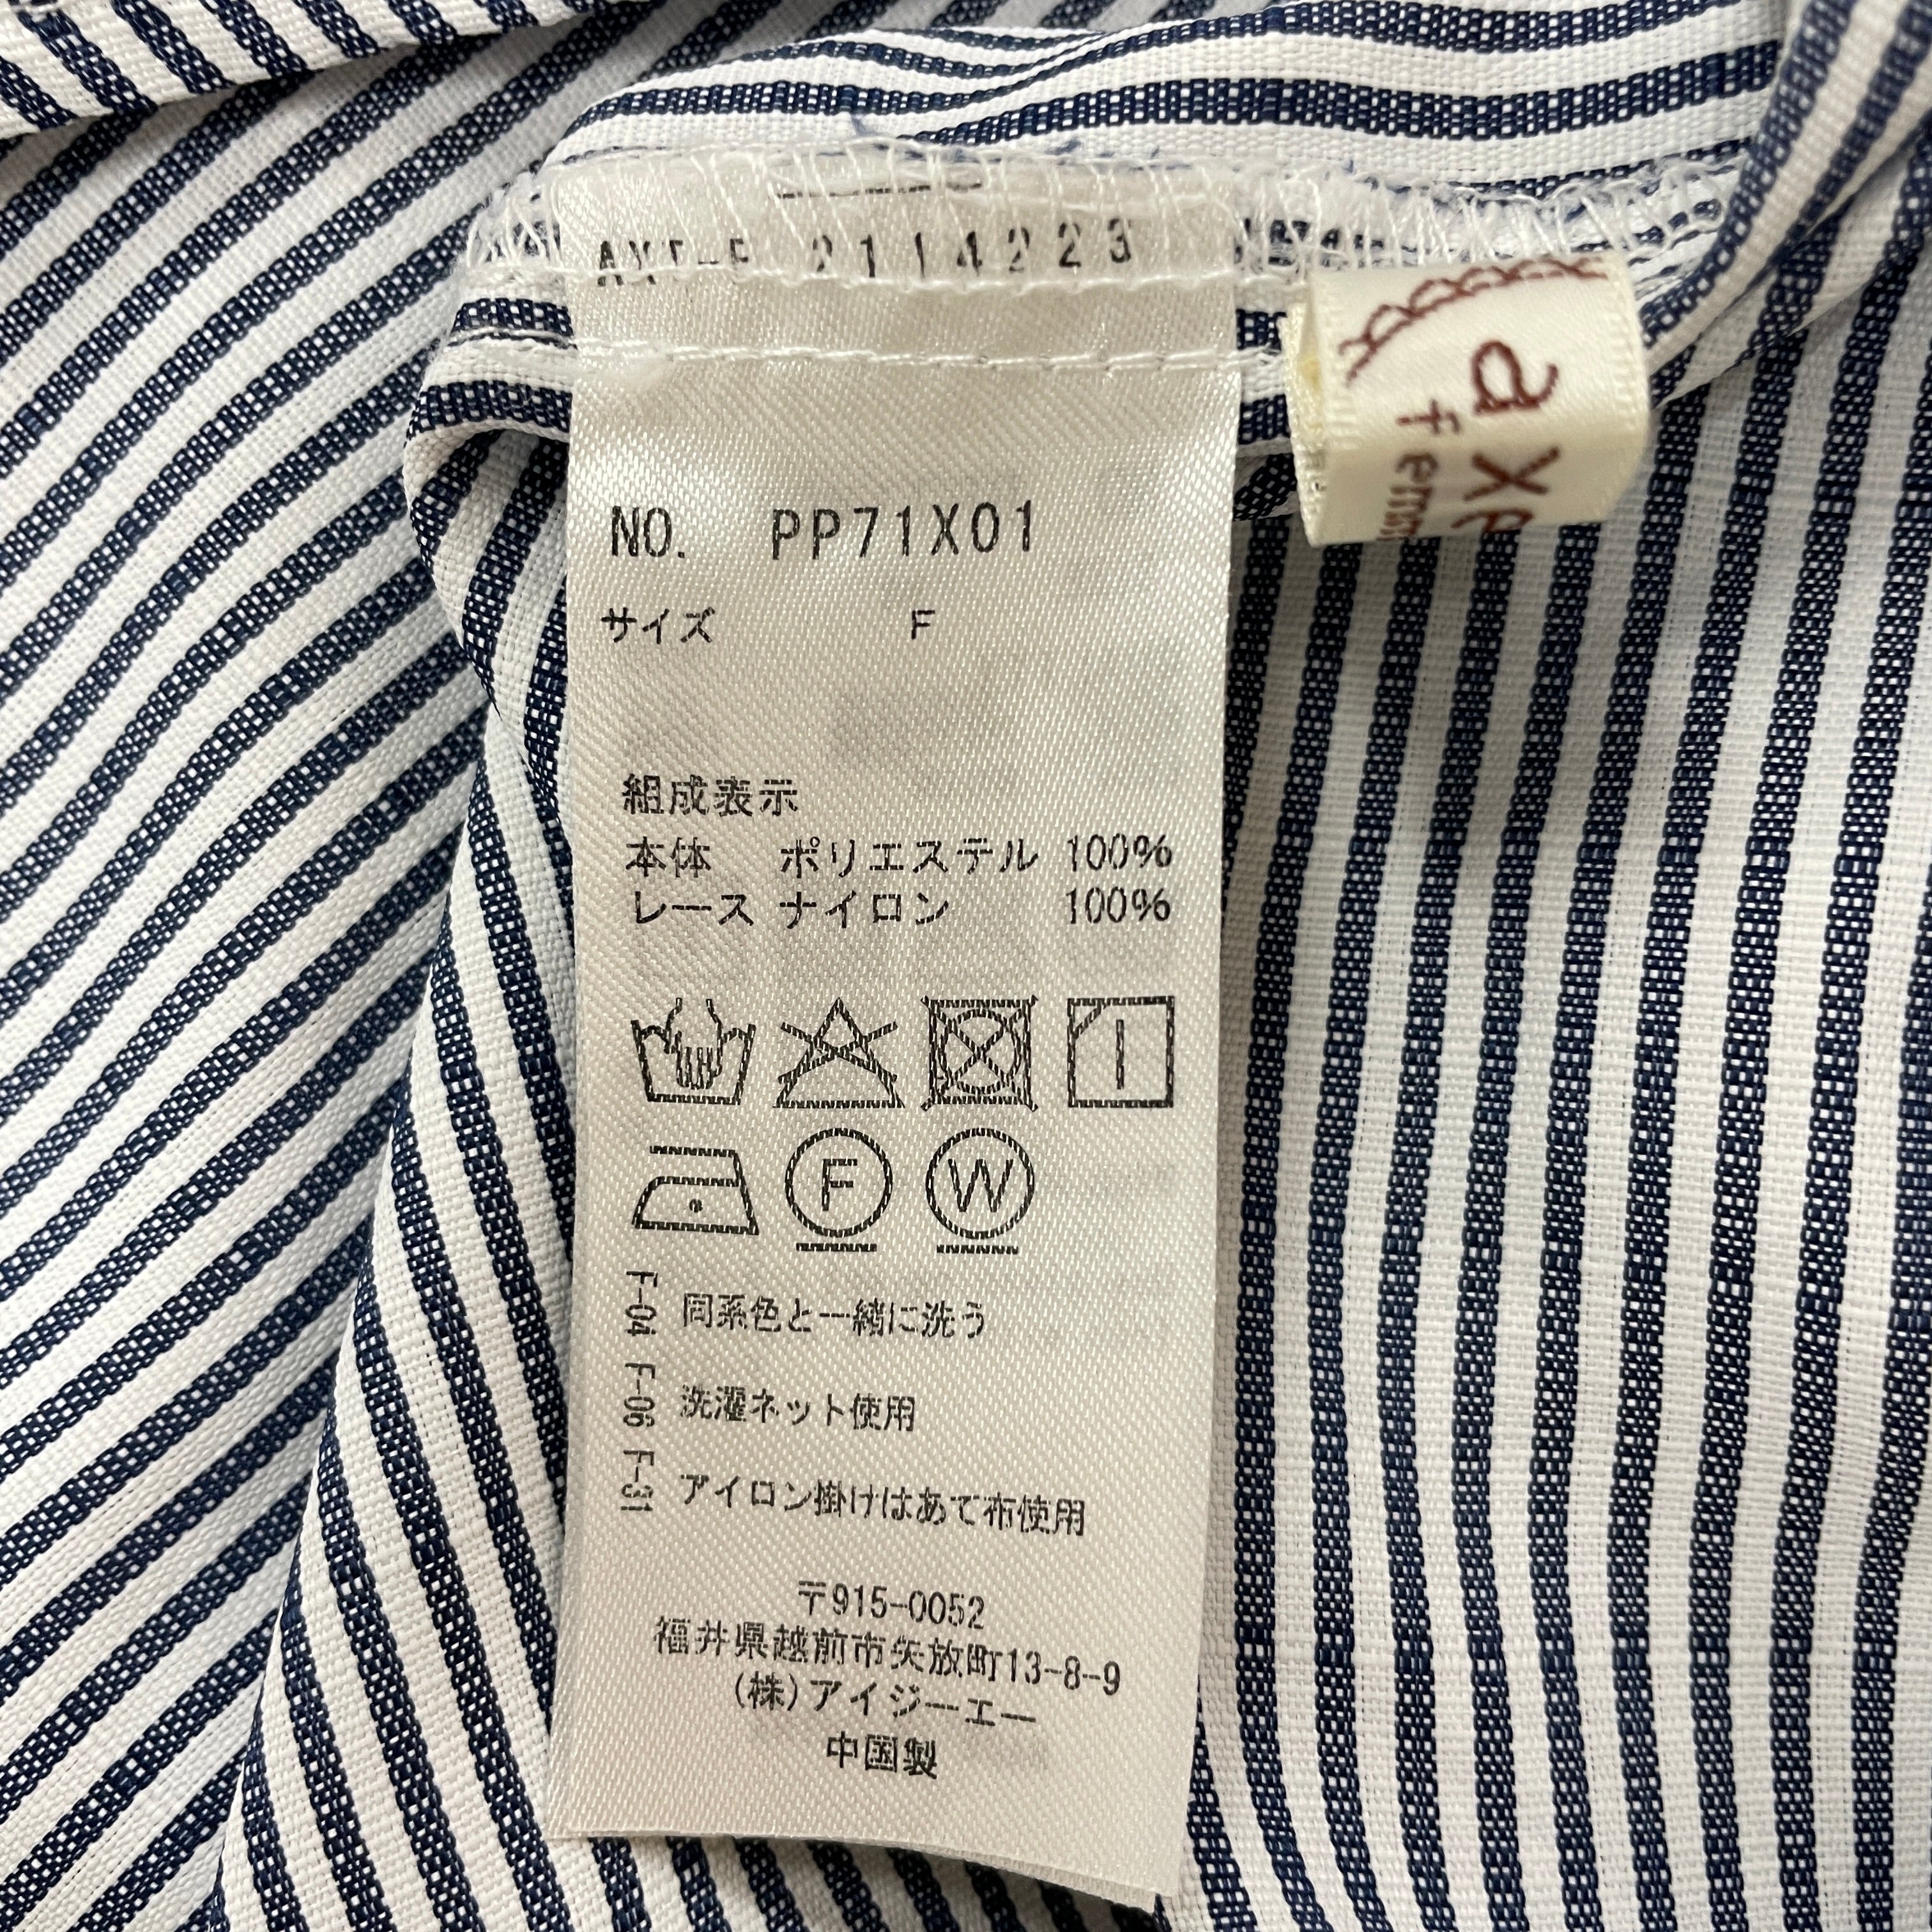 2114223
NO. PP71X01
サイズ F
組成表示
本体 ポリエステル 100%
レース ナイロン 100%
F
W
F-04 同系色と一緒に洗う
F-06 洗濯ネット使用
F-31 アイロン掛けはあて布使用
〒915-0052
福井県越前市矢放町13-8-9
(株)アイジーエー
中国製
ax
fem